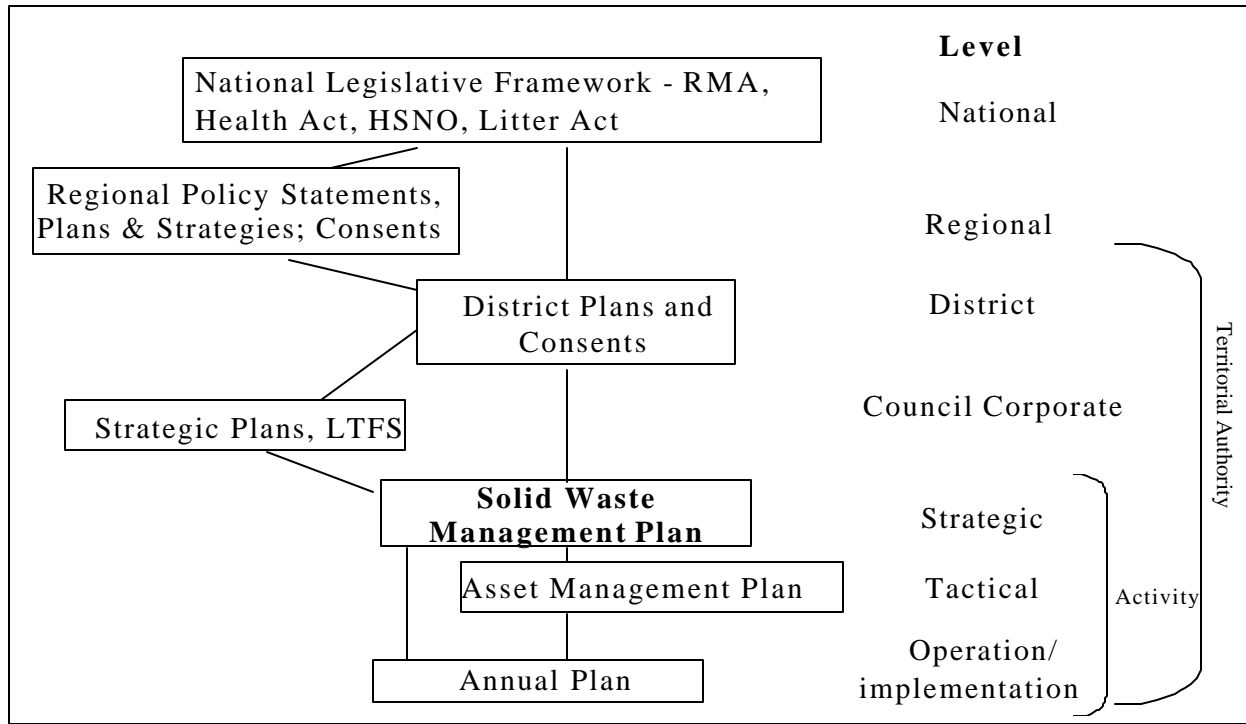 Level
National Legislative Framework - RMA,
Health Act, HSNO, Litter Act
National
Regional Policy Statements,
Plans & Strategies; Consents
Regional
District Plans and
Consents
District
Strategic Plans, LTFS
Council Corporate
Solid Waste
Management Plan
Strategic
Asset Management Plan
Tactical
Annual Plan
Operation/
implementation
Activity
Territorial Authority